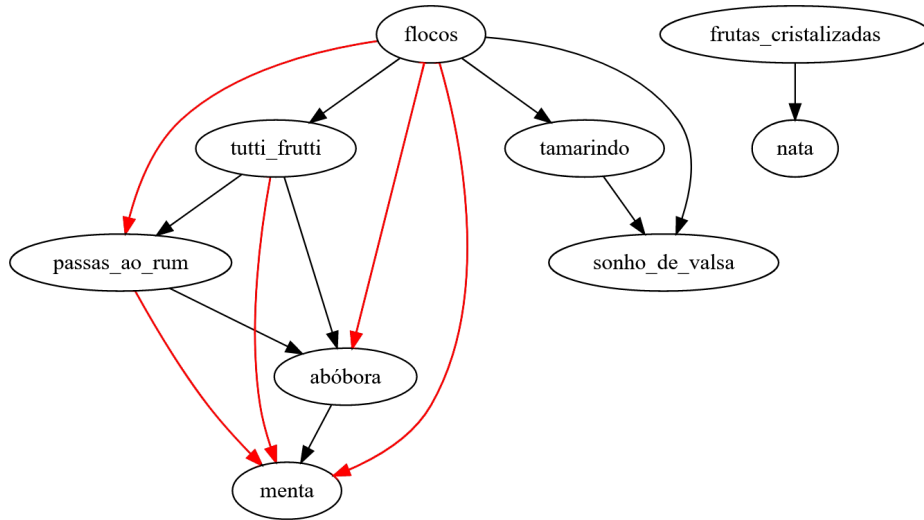 flocos
frutas_cristalizadas
tutti_frutti
tamarindo
nata
passas_ao_rum
sonho_de_valsa
abóbora
menta